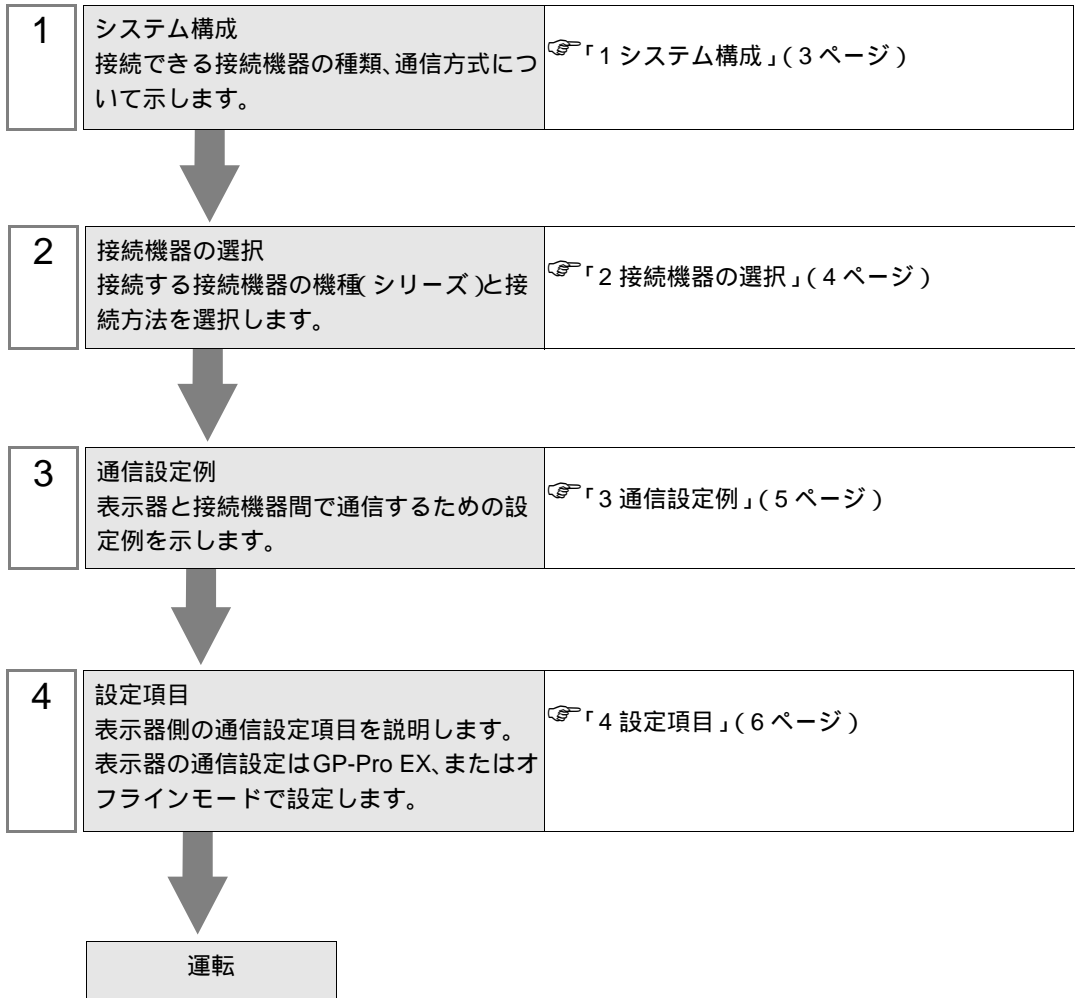 1
システム構成
接続できる接続機器の種類、通信方式につ
いて示します。
☞「1 システム構成」(3 ページ)
2
接続機器の選択
接続する接続機器の機種(シリーズ)と接
続方法を選択します。
☞「2 接続機器の選択」(4 ページ)
3
通信設定例
表示器と接続機器間で通信するための設
定例を示します。
☞「3 通信設定例」(5 ページ)
4
設定項目
表示器側の通信設定項目を説明します。
表示器の通信設定はGP-Pro EX、またはオ
フラインモードで設定します。
☞「4 設定項目」(6 ページ)
運転